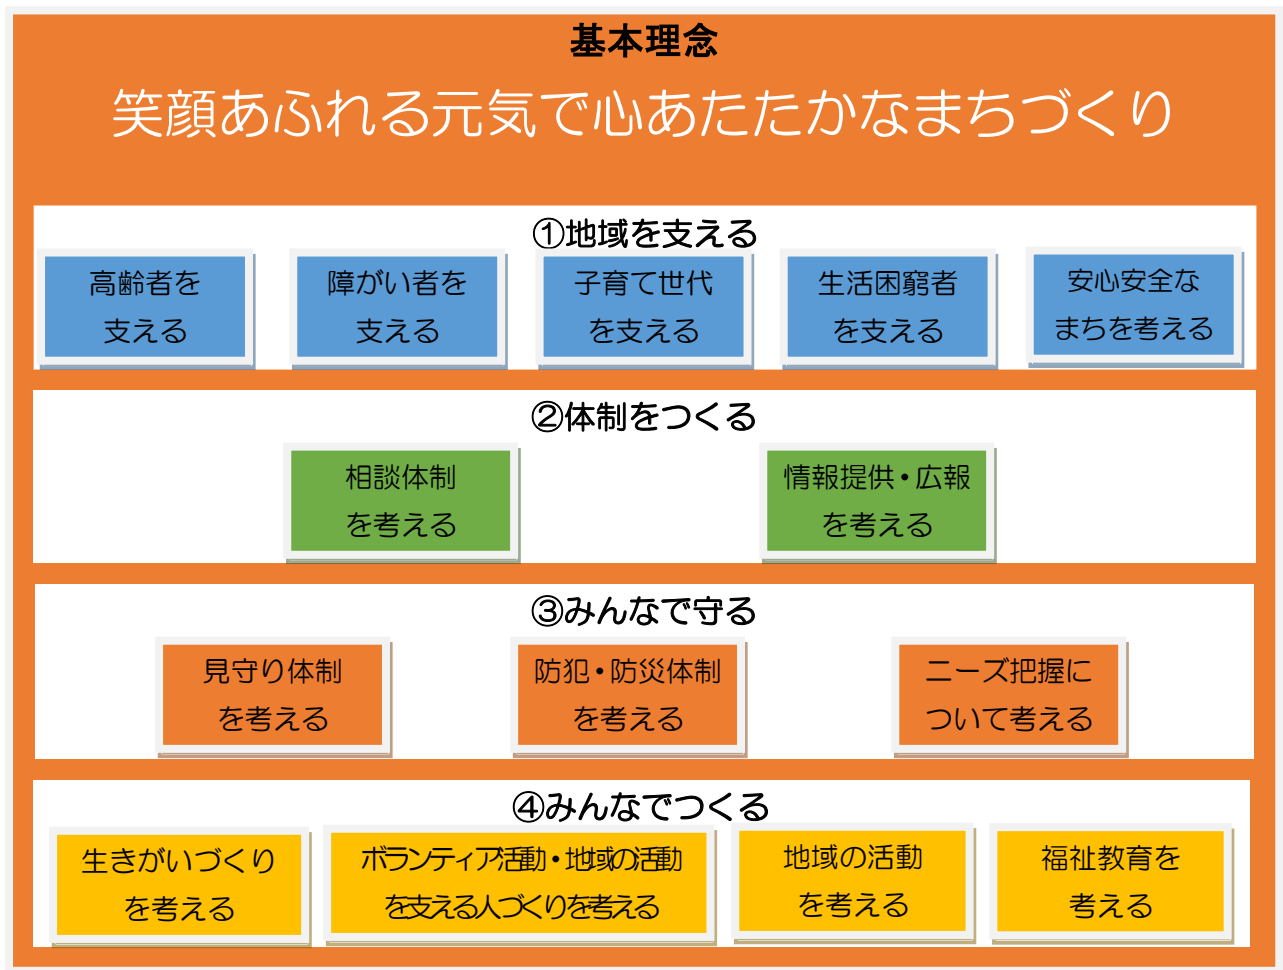 基本理念
笑顔あふれる元気で心あたたかなまちづくり
①地域を支える
高齢者を
支える
障がい者を
支える
子育て世代
を支える
生活困窮者
を支える
安心安全な
まちを考える
②体制をつくる
相談体制
を考える
情報提供・広報
を考える
③みんなで守る
見守り体制
を考える
防犯・防災体制
を考える
ニーズ把握に
ついて考える
④みんなでつくる
生きがいづくり
を考える
ボランティア活動・地域の活動
を支える人づくりを考える
地域の活動
を考える
福祉教育を
考える